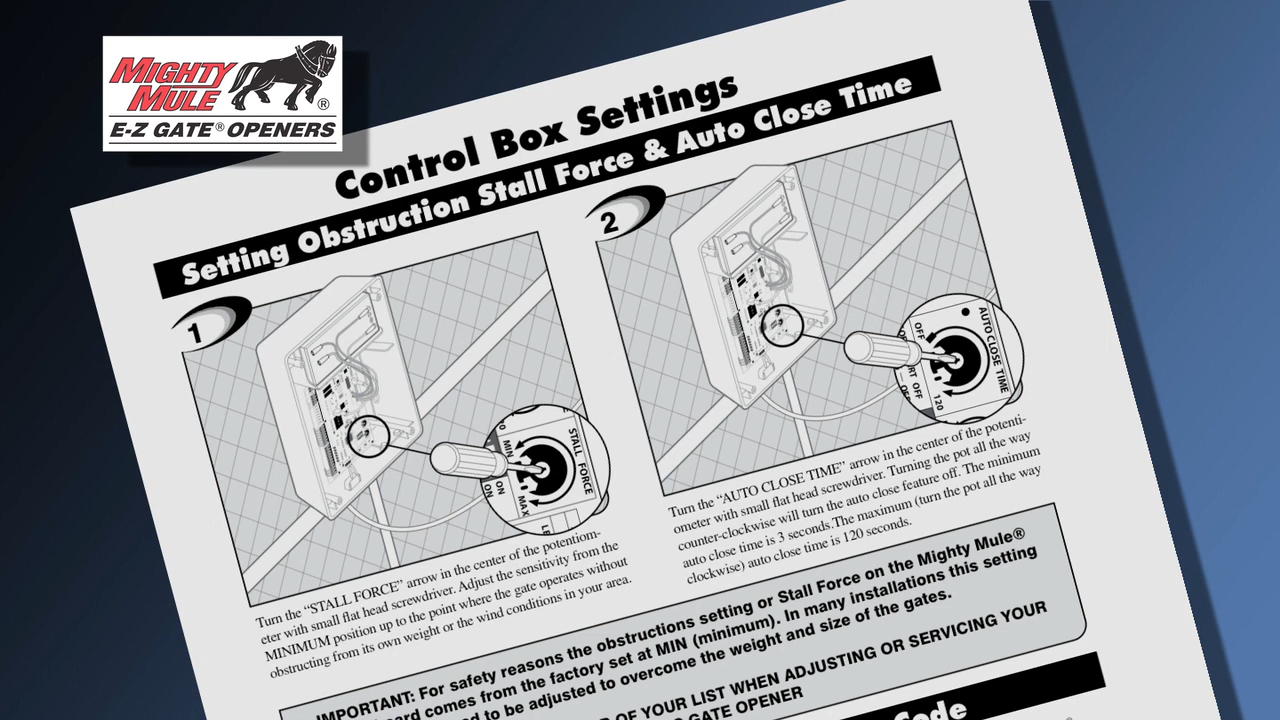 MIGHTY
MULE®
E-Z GATE® OPENERS
Control Box Settings
Setting Obstruction Stall Force & Auto Close Time
1
STALL FORCE
MIN
MAX
ON
ON
Turn the “STALL FORCE” arrow in the center of the potentiom-
eter with small flat head screwdriver. Adjust the sensitivity from the
MINIMUM position up to the point where the gate operates without
obstructing from its own weight or the wind conditions in your area.
2
AUTO CLOSE TIME
OFF
120
OFF
Turn the “AUTO CLOSE TIME” arrow in the center of the potenti-
ometer with small flat head screwdriver. Turning the pot all the way
counter-clockwise will turn the auto close feature off. The minimum
auto close time is 3 seconds.The maximum (turn the pot all the way
clockwise) auto close time is 120 seconds.
IMPORTANT: For safety reasons the obstructions setting or Stall Force on the Mighty Mule®
comes from the factory set at MIN (minimum). In many installations this setting
to be adjusted to overcome the weight and size of the gates.
OF YOUR LIST WHEN ADJUSTING OR SERVICING YOUR
GATE OPENER
Code